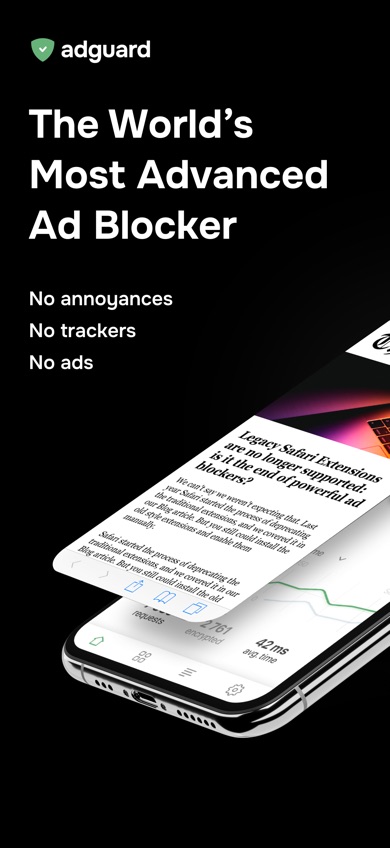 adguard
The World’s
Most Advanced
Ad Blocker
No annoyances
No trackers
No ads
Legacy Safari Extensions
are no longer supported:
is it the end of powerful ad
blockers?
We can't say we weren't expecting that. Last
year Safari started the process of deprecating
the traditional extensions, and we covered it in
our Blog article. But you still could install the
old style extensions and enable them
manually.
Safari started the process of deprecating the
traditional extensions, and we covered it in our
Blog article. But you still could install the old
requests
2.761
encrypted
42 ms
avg. time